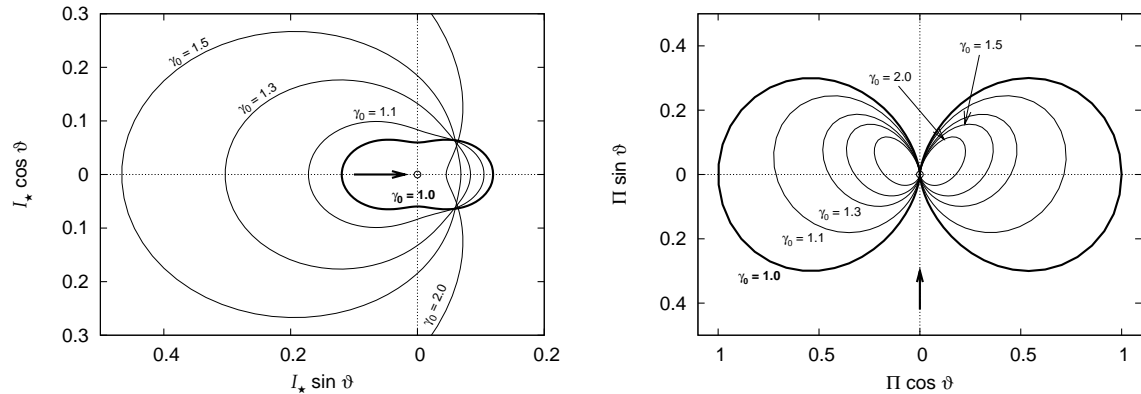 0.3
0.2
0.1
0
0.1
0.2
0.3
I⋆ cos ϑ
γ₀ = 1.5
γ₀ = 1.3
γ₀ = 1.1
γ₀ = 1.0
γ₀ = 2.0
0.4 0.2 0 0.2
I⋆ sin ϑ
0.4
0.2
0
0.2
0.4
Π sin ϑ
γ₀ = 1.5
γ₀ = 2.0
γ₀ = 1.3
γ₀ = 1.1
γ₀ = 1.0
1 0.5 0 0.5 1
Π cos ϑ